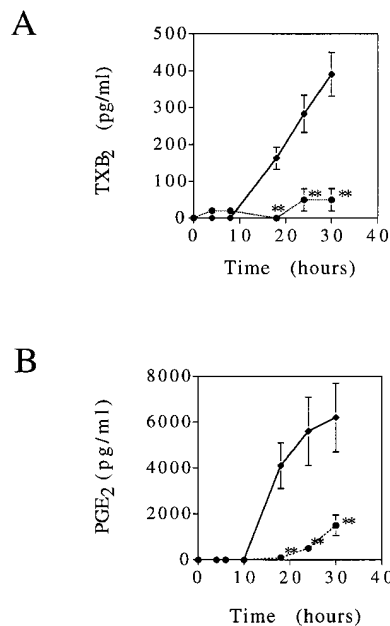 A
TXB2 (pg/ml)
500
400
300
200
100
0
** ** **
0 10 20 30 40
Time (hours)
B
PGE2 (pg/ml)
8000
6000
4000
2000
0
** ** **
0 10 20 30 40
Time (hours)